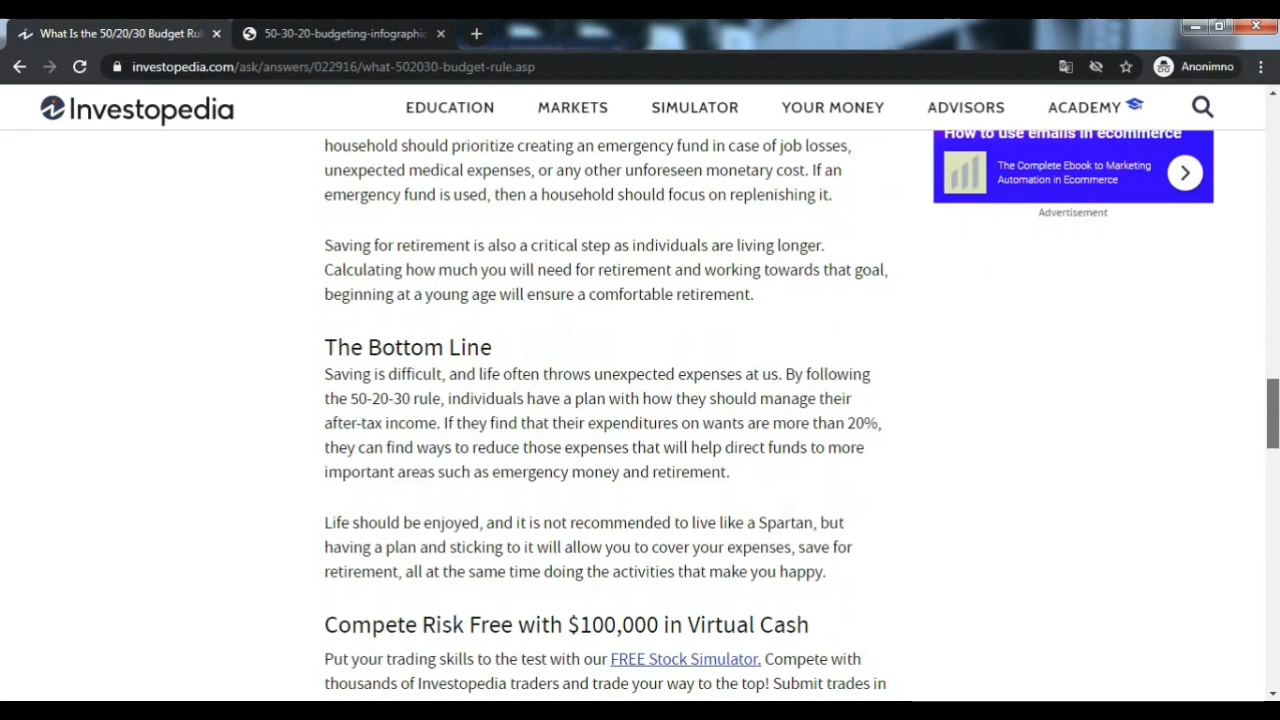 What Is the 50/20/30 Budget Ru
50-30-20-budgeting-infographic
investopedia.com/ask/answers/022916/what-502030-budget-rule.asp
Anonimno
Investopedia
EDUCATION MARKETS SIMULATOR YOUR MONEY ADVISORS ACADEMY
household should prioritize creating an emergency fund in case of job losses,
unexpected medical expenses, or any other unforeseen monetary cost. If an
emergency fund is used, then a household should focus on replenishing it.
How to use emails in ecommerce
The Complete Ebook to Marketing
Automation in Ecommerce
Advertisement
Saving for retirement is also a critical step as individuals are living longer.
Calculating how much you will need for retirement and working towards that goal,
beginning at a young age will ensure a comfortable retirement.
The Bottom Line
Saving is difficult, and life often throws unexpected expenses at us. By following
the 50-20-30 rule, individuals have a plan with how they should manage their
after-tax income. If they find that their expenditures on wants are more than 20%,
they can find ways to reduce those expenses that will help direct funds to more
important areas such as emergency money and retirement.
Life should be enjoyed, and it is not recommended to live like a Spartan, but
having a plan and sticking to it will allow you to cover your expenses, save for
retirement, all at the same time doing the activities that make you happy.
Compete Risk Free with $100,000 in Virtual Cash
Put your trading skills to the test with our FREE Stock Simulator. Compete with
thousands of Investopedia traders and trade your way to the top! Submit trades in